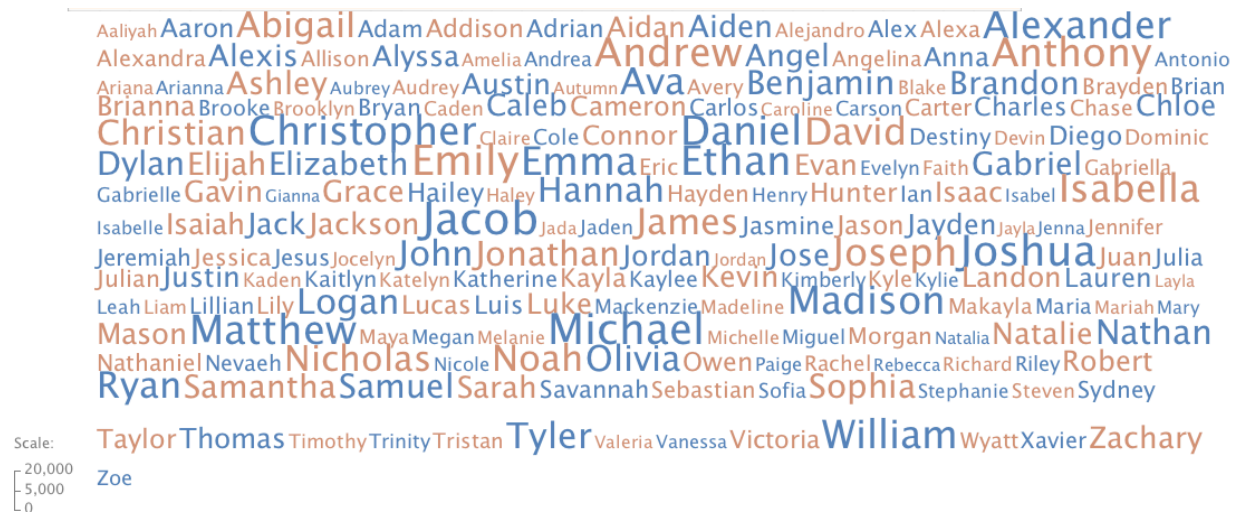 Aaliyah Aaron Abigail Adam Addison Adrian Aidan Aiden Alejandro Alex Alexa Alexander
Alexandra Alexis Allison Alyssa Amelia Andrea Andrew Angel Angelina Anna Anthony Antonio
Ariana Arianna Ashley Aubrey Audrey Austin Autumn Ava Avery Benjamin Blake Brandon Brayden Brian
Brianna Brooke Brooklyn Bryan Caden Caleb Cameron Carlos Caroline Carson Carter Charles Chase Chloe
Christian Christopher Claire Cole Connor Daniel David Destiny Devin Diego Dominic
Dylan Elijah Elizabeth Emily Emma Eric Ethan Evan Evelyn Faith Gabriel Gabriella
Gabrielle Gavin Gianna Grace Hailey Haley Hannah Hayden Henry Hunter Ian Isaac Isabel Isabella
Isabelle Isaiah Jack Jackson Jacob Jada Jaden James Jasmine Jason Jayden Jayla Jenna Jennifer
Jeremiah Jessica Jesus Jocelyn John Jonathan Jordan Jordan Jose Joseph Joshua Juan Julia
Julian Justin Kaden Kaitlyn Katelyn Katherine Kayla Kaylee Kevin Kimberly Kyle Kylie Landon Lauren Layla
Leah Liam Lillian Lily Logan Lucas Luis Luke Mackenzie Madeline Madison Makayla Maria Mariah Mary
Mason Matthew Maya Megan Melanie Michael Michelle Miguel Morgan Natalia Natalie Nathan
Nathaniel Nevaeh Nicholas Nicole Noah Olivia Owen Paige Rachel Rebecca Richard Riley Robert
Ryan Samantha Samuel Sarah Savannah Sebastian Sofia Sophia Stephanie Steven Sydney
Taylor Thomas Timothy Trinity Tristan Tyler Valeria Vanessa Victoria William Wyatt Xavier Zachary
Zoe
Scale:
20,000
5,000
0